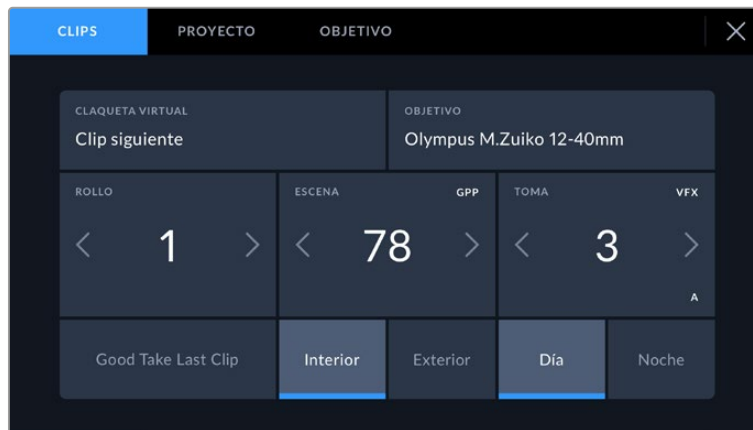 CLIPS PROYECTO OBJETIVO
CLAQUETA VIRTUAL OBJETIVO
Clip siguiente Olympus M.Zuiko 12-40mm
ROLLO ESCENA GPP TOMA VFX
1 78 3
A
Good Take Last Clip Interior Exterior Día Noche